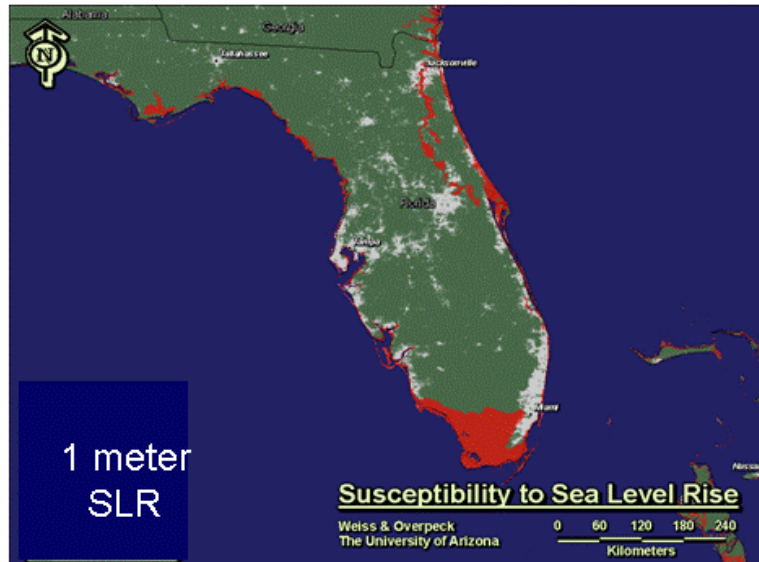 Alabama
Georgia
N
Tallahassee
Jacksonville
Florida
Tampa
Miami
1 meter
SLR
Susceptibility to Sea Level Rise
Weiss & Overpeck
The University of Arizona
0 60 120 180 240
Kilometers